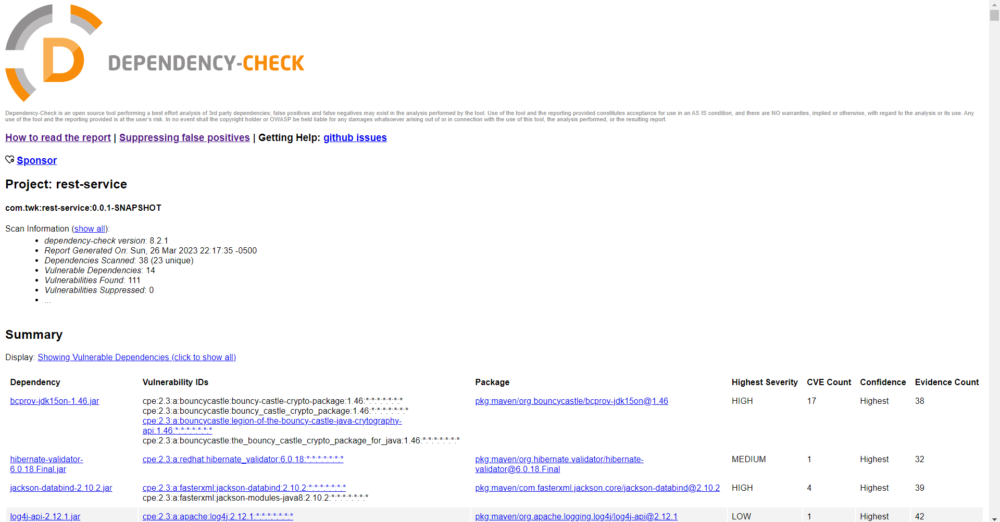 D
DEPENDENCY-CHECK
Dependency-Check is an open source tool performing a best effort analysis of 3rd party dependencies; false positives and false negatives may exist in the analysis performed by the tool. Use of the tool and the reporting provided constitutes acceptance for use in an AS IS condition, and there are NO warranties, implied or otherwise, with regard to the analysis or its use. Any
use of the tool and the reporting provided is at the user's risk. In no event shall the copyright holder or OWASP be held liable for any damages whatsoever arising out of or in connection with the use of this tool, the analysis performed, or the resulting report.
How to read the report | Suppressing false positives | Getting Help: github issues
Sponsor
Project: rest-service
com.twk:rest-service:0.0.1-SNAPSHOT
Scan Information (show all):
• dependency-check version: 8.2.1
• Report Generated On: Sun, 26 Mar 2023 22:17:35 -0500
• Dependencies Scanned: 38 (23 unique)
• Vulnerable Dependencies: 14
• Vulnerabilities Found: 111
• Vulnerabilities Suppressed: 0
• ...
Summary
Display: Showing Vulnerable Dependencies (click to show all)
Dependency Vulnerability IDs Package Highest Severity CVE Count Confidence Evidence Count
bcprov-jdk15on-1.46.jar cpe:2.3:a:bouncycastle:bouncy-castle-crypto-package:1.46:*:*:*:*:*:*:* pkg:maven/org.bouncycastle/bcprov-jdk15on@1.46 HIGH 17 Highest 38
cpe:2.3:a:bouncycastle:bouncy_castle_crypto_package:1.46:*:*:*:*:*:*:*
cpe:2.3:a:bouncycastle:legion-of-the-bouncy-castle-java-crytography-
api:1.46:*:*:*:*:*:*:*
cpe:2.3:a:bouncycastle:the_bouncy_castle_crypto_package_for_java:1.46:*:*:*:*:*:*:*
hibernate-validator- cpe:2.3:a:redhat:hibernate_validator:6.0.18:*:*:*:*:*:*:* pkg:maven/org.hibernate.validator/hibernate- MEDIUM 1 Highest 32
6.0.18.Final.jar validator@6.0.18.Final
jackson-databind-2.10.2.jar cpe:2.3:a:fasterxml:jackson-databind:2.10.2:*:*:*:*:*:*:* pkg:maven/com.fasterxml.jackson.core/jackson-databind@2.10.2 HIGH 4 Highest 39
cpe:2.3:a:fasterxml:jackson-modules-java8:2.10.2:*:*:*:*:*:*:*
log4j-api-2.12.1.jar cpe:2.3:a:apache:log4j:2.12.1:*:*:*:*:*:*:* pkg:maven/org.apache.logging.log4j/log4j-api@2.12.1 LOW 1 Highest 42